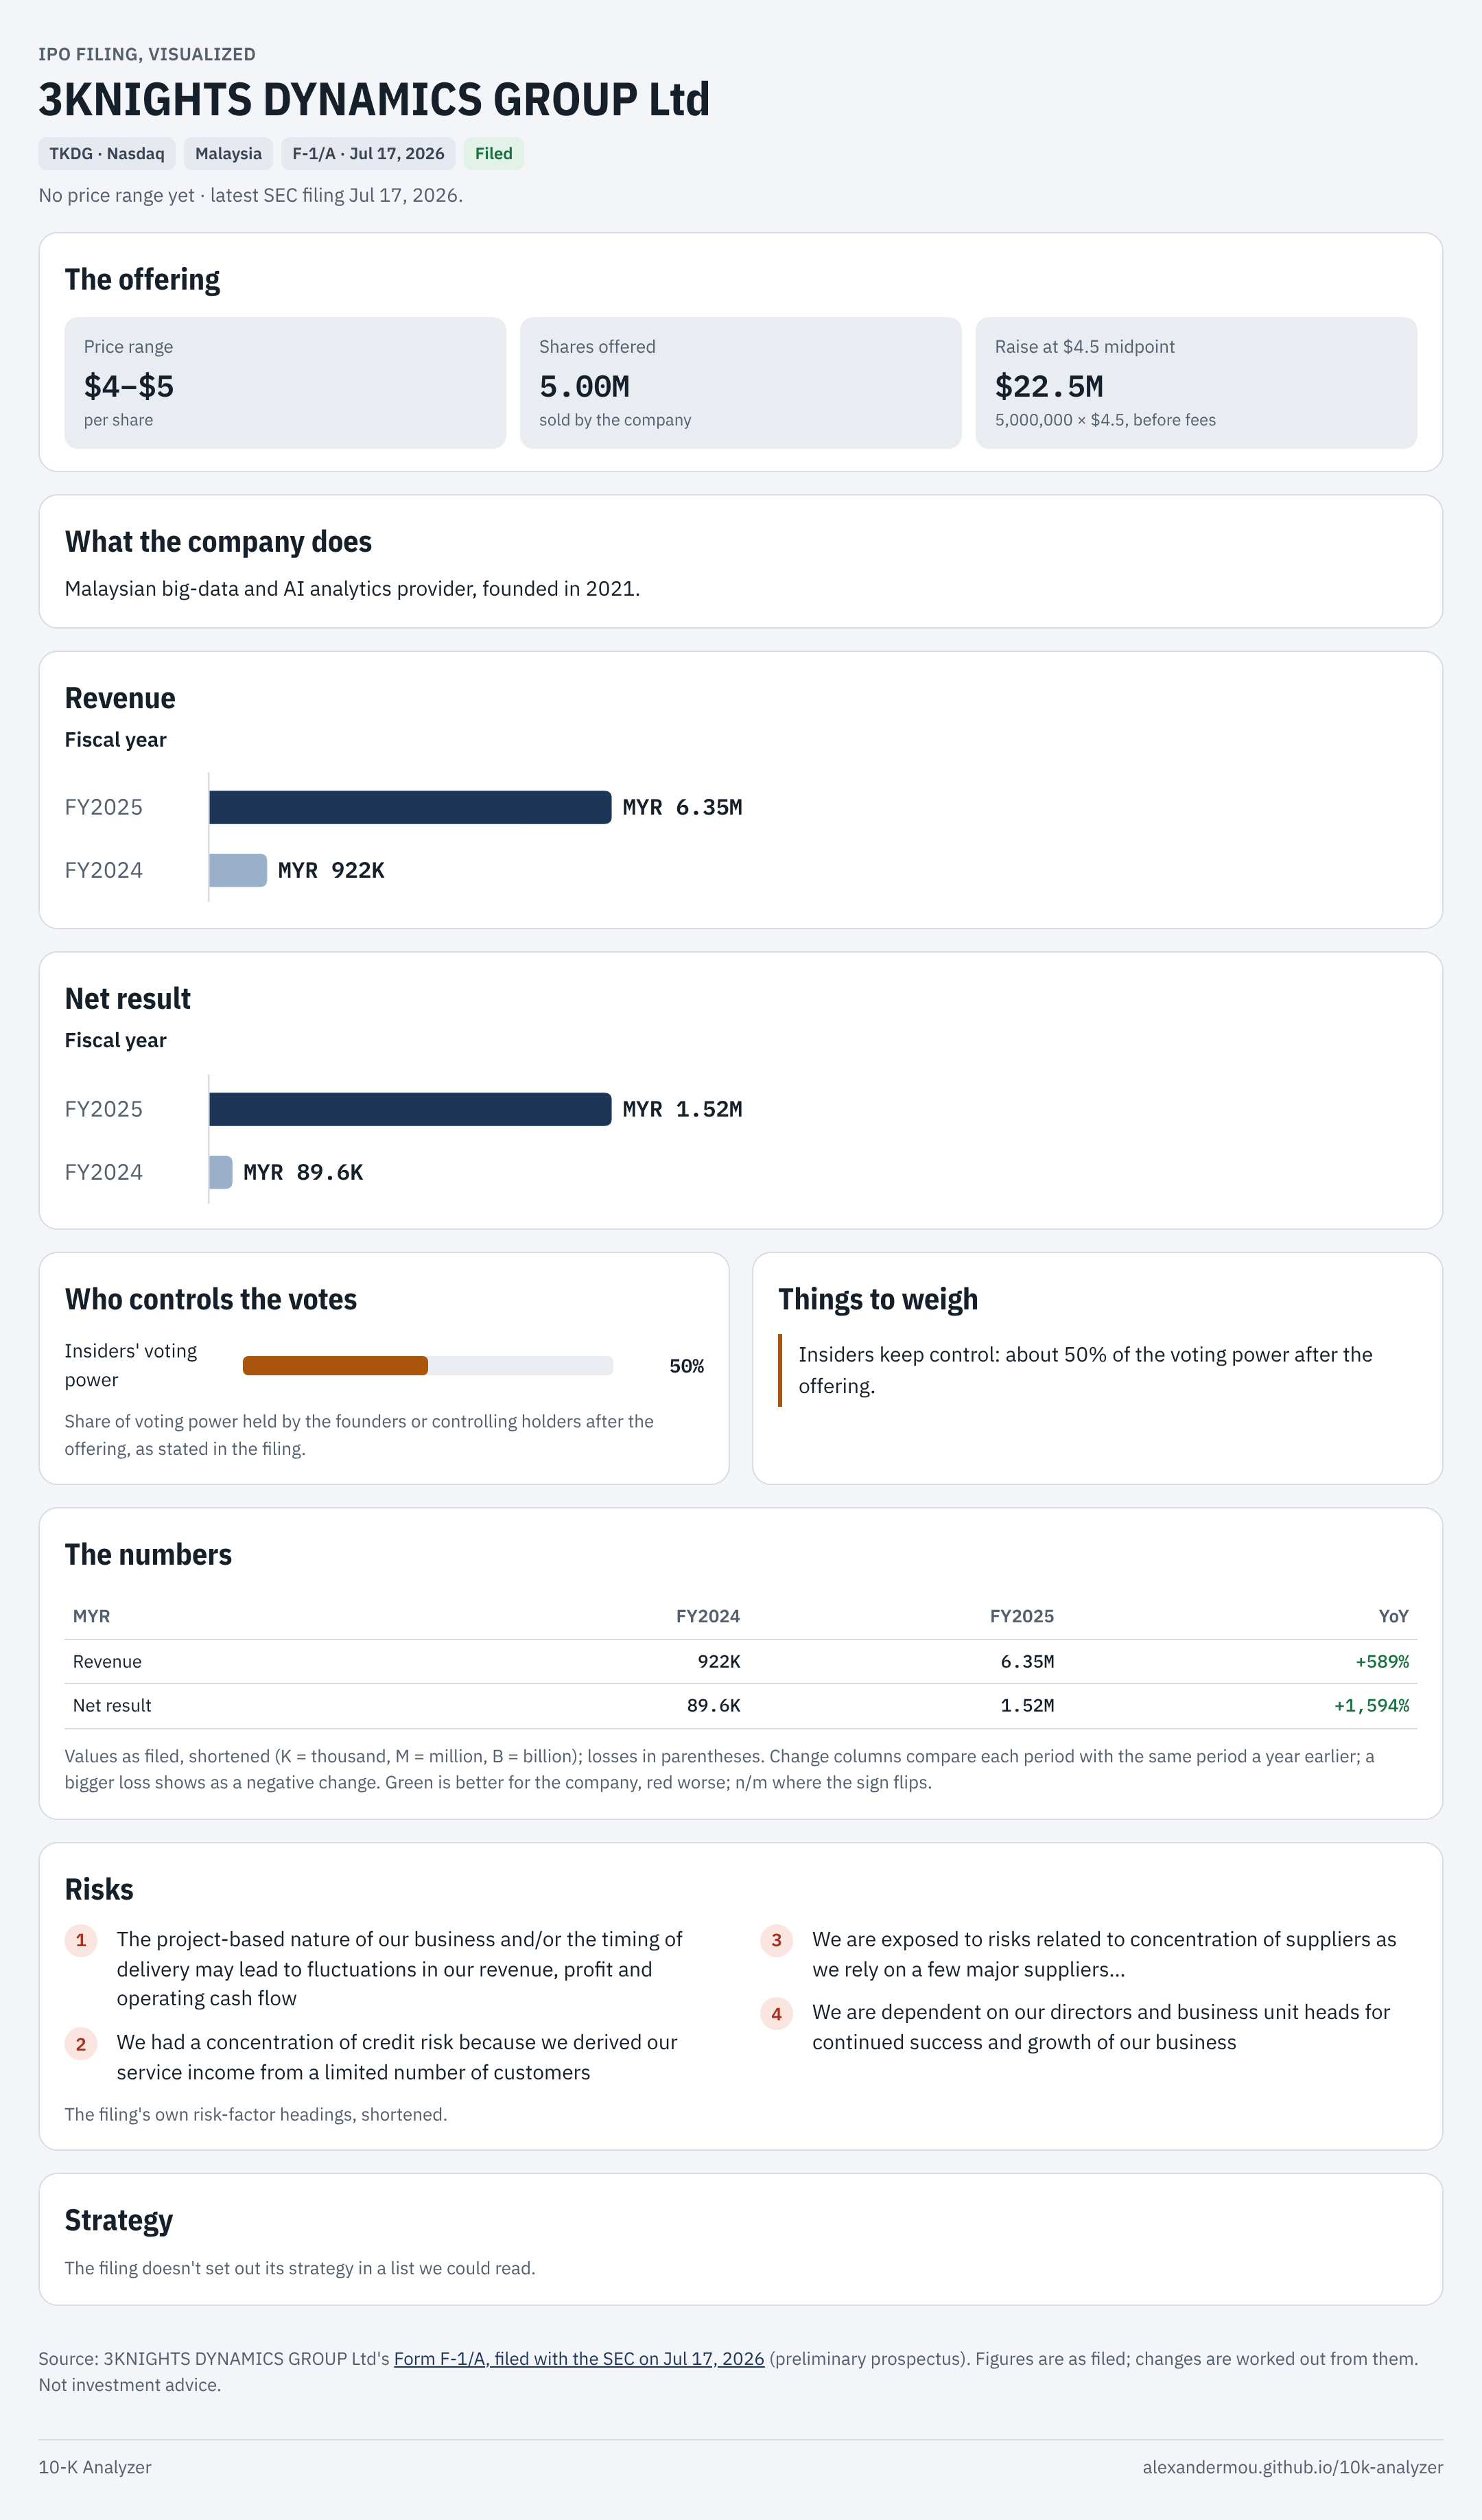 IPO FILING, VISUALIZED
3KNIGHTS DYNAMICS GROUP Ltd
TKDG · Nasdaq
Malaysia
F-1/A · Jul 17, 2026
Filed
No price range yet · latest SEC filing Jul 17, 2026.
The offering
Price range
$4–$5
per share
Shares offered
5.00M
sold by the company
Raise at $4.5 midpoint
$22.5M
5,000,000 × $4.5, before fees
What the company does
Malaysian big-data and AI analytics provider, founded in 2021.
Revenue
Fiscal year
FY2025 MYR 6.35M
FY2024 MYR 922K
Net result
Fiscal year
FY2025 MYR 1.52M
FY2024 MYR 89.6K
Who controls the votes
Insiders' voting
power
50%
Share of voting power held by the founders or controlling holders after the
offering, as stated in the filing.
Things to weigh
Insiders keep control: about 50% of the voting power after the
offering.
The numbers
MYR FY2024 FY2025 YoY
Revenue 922K 6.35M +589%
Net result 89.6K 1.52M +1,594%
Values as filed, shortened (K = thousand, M = million, B = billion); losses in parentheses. Change columns compare each period with the same period a year earlier; a
bigger loss shows as a negative change. Green is better for the company, red worse; n/m where the sign flips.
Risks
1 The project-based nature of our business and/or the timing of
delivery may lead to fluctuations in our revenue, profit and
operating cash flow
2 We had a concentration of credit risk because we derived our
service income from a limited number of customers
3 We are exposed to risks related to concentration of suppliers as
we rely on a few major suppliers…
4 We are dependent on our directors and business unit heads for
continued success and growth of our business
The filing's own risk-factor headings, shortened.
Strategy
The filing doesn't set out its strategy in a list we could read.
Source: 3KNIGHTS DYNAMICS GROUP Ltd's Form F-1/A, filed with the SEC on Jul 17, 2026 (preliminary prospectus). Figures are as filed; changes are worked out from them.
Not investment advice.
10-K Analyzer
alexandermou.github.io/10k-analyzer